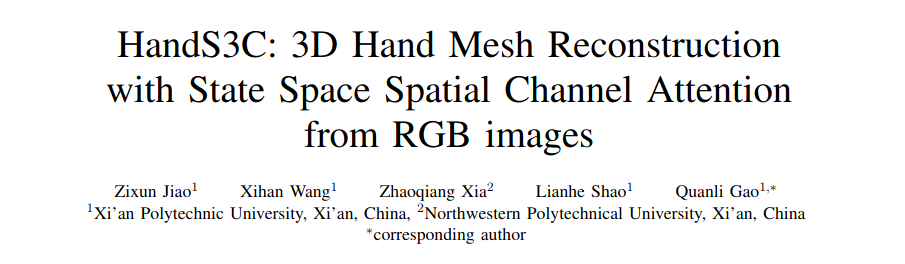 HandS3C: 3D Hand Mesh Reconstruction
with State Space Spatial Channel Attention
from RGB images
Zixun Jiao¹ Xihan Wang¹ Zhaoqiang Xia² Lianhe Shao¹ Quanli Gao¹,*
¹Xi'an Polytechnic University, Xi'an, China, ²Northwestern Polytechnical University, Xi'an, China
*corresponding author